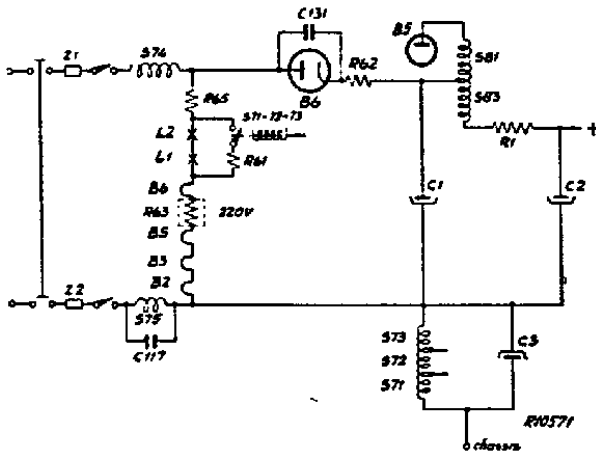 C131
B5
Z1
S74
R62
S81
B6
R65
S83
S71-72-73
L2
R1
+
L1
R61
C1
C2
B6
R63
220V
B5
B3
B2
Z2
S75
S73
C117
S72
C3
S71
R10571
chassis